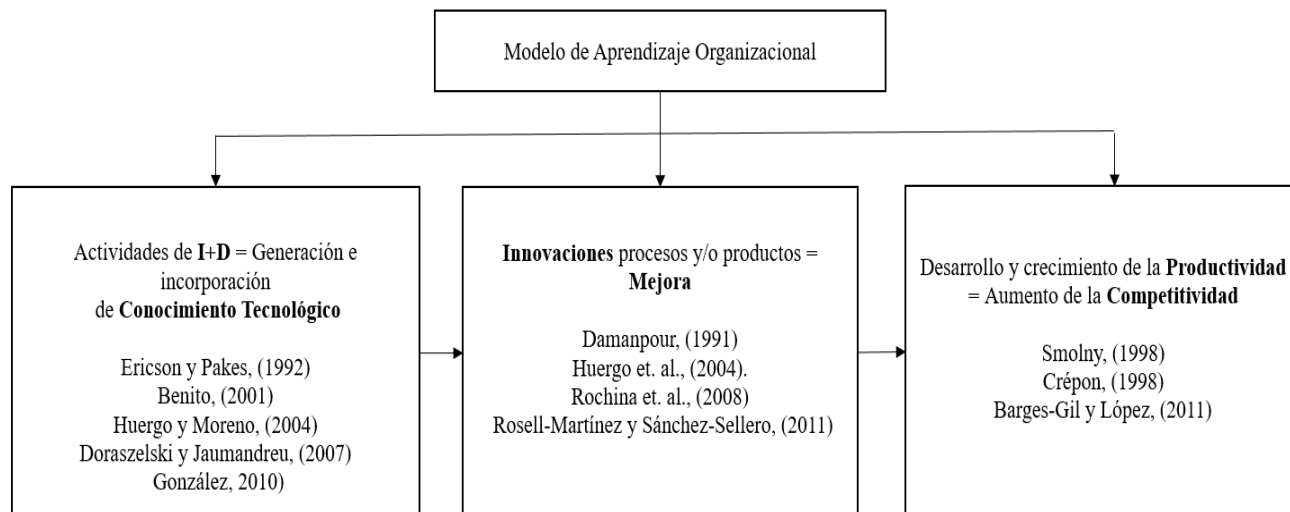 Modelo de Aprendizaje Organizacional
Actividades de I+D = Generación e
incorporación
de Conocimiento Tecnológico
Ericson y Pakes, (1992)
Benito, (2001)
Huergo y Moreno, (2004)
Doraszelski y Jaumandreu, (2007)
González, 2010)
Innovaciones procesos y/o productos =
Mejora
Damanpour, (1991)
Huergo et. al., (2004).
Rochina et. al., (2008)
Rosell-Martínez y Sánchez-Sellero, (2011)
Desarrollo y crecimiento de la Productividad
= Aumento de la Competitividad
Smolny, (1998)
Crépon, (1998)
Barges-Gil y López, (2011)